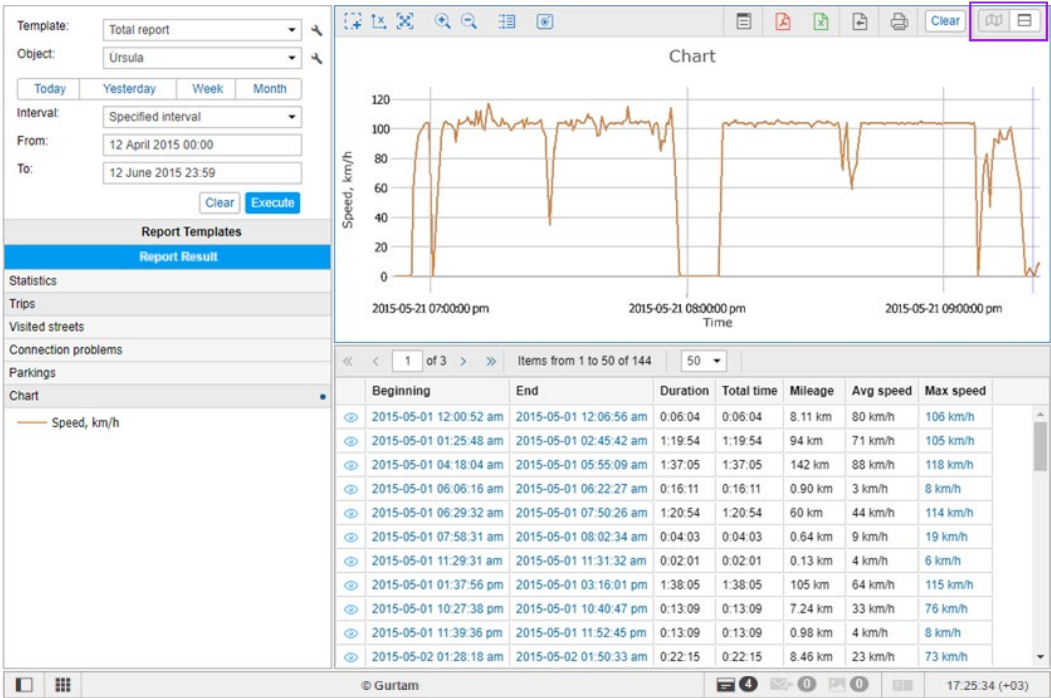 Template: Total report
Object: Ursula
Today Yesterday Week Month
Interval: Specified interval
From: 12 April 2015 00:00
To: 12 June 2015 23:59
Clear Execute
Report Templates
Report Result
Statistics
Trips
Visited streets
Connection problems
Parkings
Chart
Speed, km/h
Clear
Chart
Speed, km/h
120
100
80
60
40
20
0
2015-05-21 07:00:00 pm 2015-05-21 08:00:00 pm 2015-05-21 09:00:00 pm
Time
« < 1 of 3 > » Items from 1 to 50 of 144 50
Beginning End Duration Total time Mileage Avg speed Max speed
2015-05-01 12:00:52 am 2015-05-01 12:06:56 am 0:06:04 0:06:04 8.11 km 80 km/h 106 km/h
2015-05-01 01:25:48 am 2015-05-01 02:45:42 am 1:19:54 1:19:54 94 km 71 km/h 105 km/h
2015-05-01 04:18:04 am 2015-05-01 05:55:09 am 1:37:05 1:37:05 142 km 88 km/h 118 km/h
2015-05-01 06:06:16 am 2015-05-01 06:22:27 am 0:16:11 0:16:11 0.90 km 3 km/h 8 km/h
2015-05-01 06:29:32 am 2015-05-01 07:50:26 am 1:20:54 1:20:54 60 km 44 km/h 114 km/h
2015-05-01 07:58:31 am 2015-05-01 08:02:34 am 0:04:03 0:04:03 0.64 km 9 km/h 19 km/h
2015-05-01 11:29:31 am 2015-05-01 11:31:32 am 0:02:01 0:02:01 0.13 km 4 km/h 6 km/h
2015-05-01 01:37:56 pm 2015-05-01 03:16:01 pm 1:38:05 1:38:05 105 km 64 km/h 115 km/h
2015-05-01 10:27:38 pm 2015-05-01 10:40:47 pm 0:13:09 0:13:09 7.24 km 33 km/h 76 km/h
2015-05-01 11:39:36 pm 2015-05-01 11:52:45 pm 0:13:09 0:13:09 0.98 km 4 km/h 8 km/h
2015-05-02 01:28:18 am 2015-05-02 01:50:33 am 0:22:15 0:22:15 8.46 km 23 km/h 73 km/h
© Gurtam 4 0 0 17:25:34 (+03)